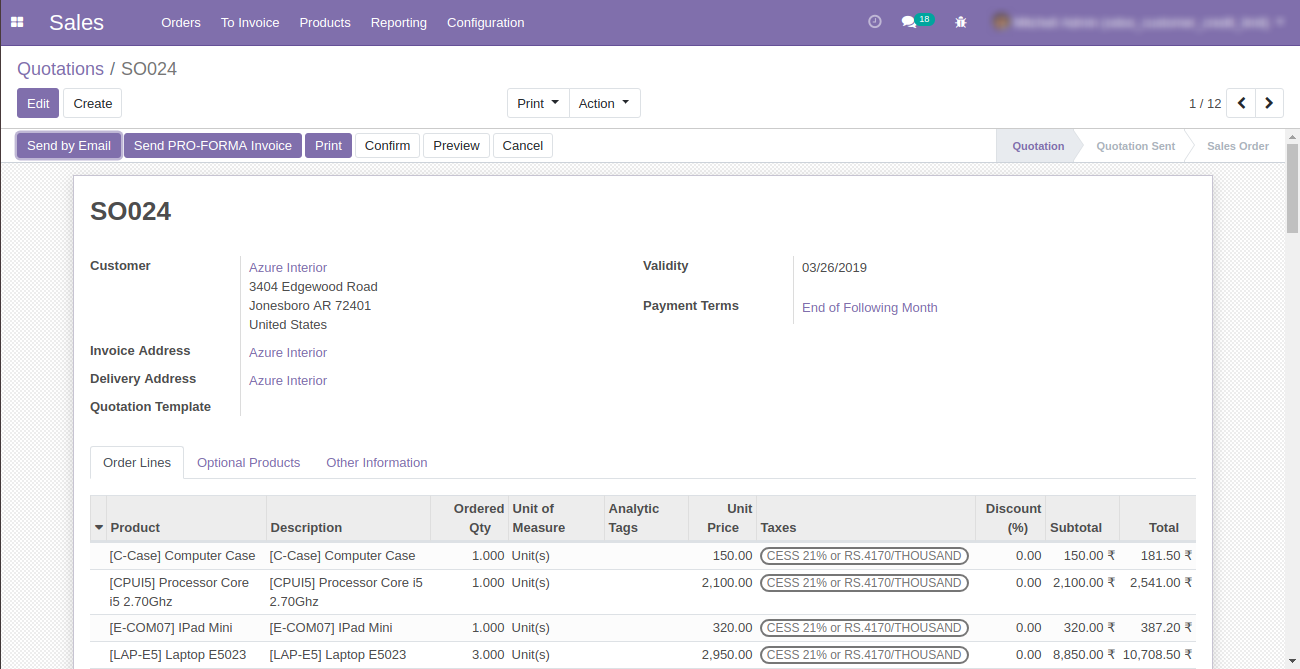 Sales Orders To Invoice Products Reporting Configuration 18
Quotations / SO024
Edit Create Print Action 1 / 12
Send by Email Send PRO-FORMA Invoice Print Confirm Preview Cancel Quotation Quotation Sent Sales Order
SO024
Customer Azure Interior Validity 03/26/2019
3404 Edgewood Road
Jonesboro AR 72401 Payment Terms End of Following Month
United States
Invoice Address Azure Interior
Delivery Address Azure Interior
Quotation Template
Order Lines Optional Products Other Information
Ordered Unit of Analytic Unit Discount
Product Description Qty Measure Tags Price Taxes (%) Subtotal Total
[C-Case] Computer Case [C-Case] Computer Case 1.000 Unit(s) 150.00 CESS 21% or RS.4170/THOUSAND 0.00 150.00 ₹ 181.50 ₹
[CPUI5] Processor Core [CPUI5] Processor Core i5 1.000 Unit(s) 2,100.00 CESS 21% or RS.4170/THOUSAND 0.00 2,100.00 ₹ 2,541.00 ₹
i5 2.70Ghz 2.70Ghz
[E-COM07] IPad Mini [E-COM07] IPad Mini 1.000 Unit(s) 320.00 CESS 21% or RS.4170/THOUSAND 0.00 320.00 ₹ 387.20 ₹
[LAP-E5] Laptop E5023 [LAP-E5] Laptop E5023 3.000 Unit(s) 2,950.00 CESS 21% or RS.4170/THOUSAND 0.00 8,850.00 ₹ 10,708.50 ₹